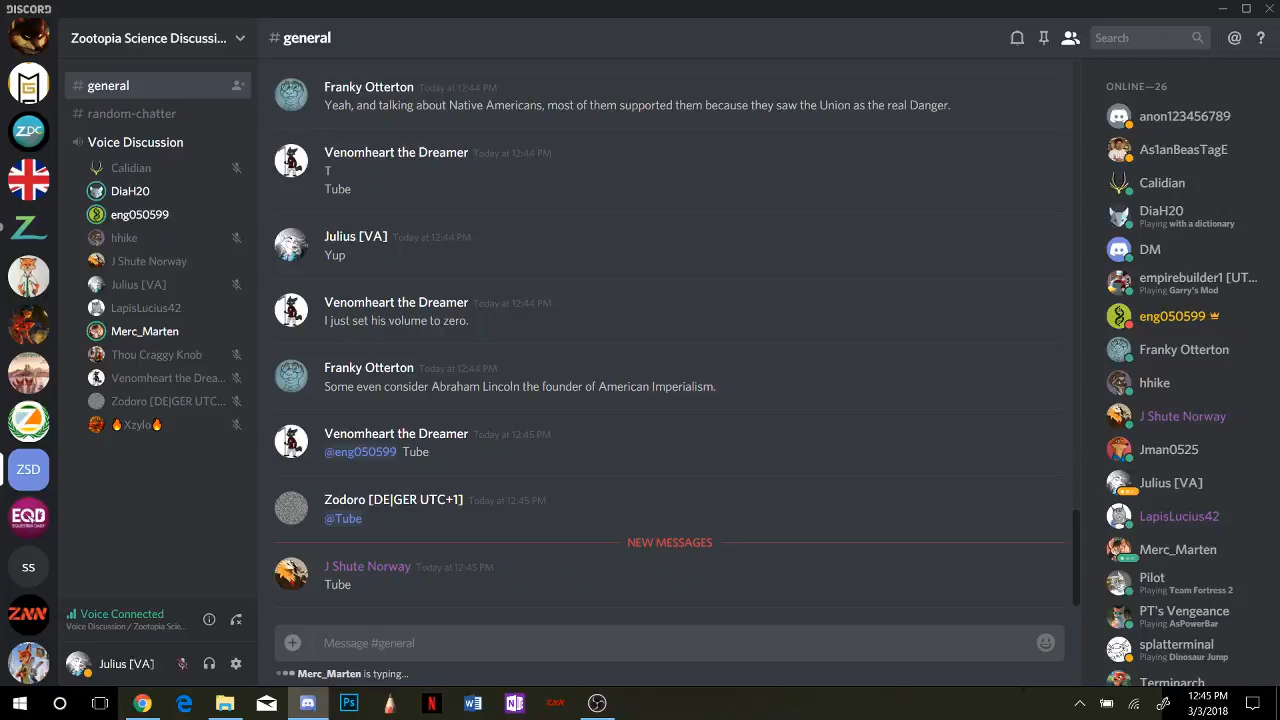 DISCORD
Zootopia Science Discussi...
# general
# random-chatter
Voice Discussion
Calidian
DiaH20
eng050599
hhike
J Shute Norway
Julius [VA]
LapisLucius42
Merc_Marten
Thou Craggy Knob
Venomheart the Drea...
Zodoro [DE|GER UTC...
🔥Xzylo🔥
ZDC
ZSD
EQD
EQUESTRIA DAILY
ss
ZNN
Voice Connected
Voice Discussion / Zootopia Scie...
Julius [VA]
# general
Search
Franky Otterton Today at 12:44 PM
Yeah, and talking about Native Americans, most of them supported them because they saw the Union as the real Danger.
Venomheart the Dreamer Today at 12:44 PM
T
Tube
Julius [VA] Today at 12:44 PM
Yup
Venomheart the Dreamer Today at 12:44 PM
I just set his volume to zero.
Franky Otterton Today at 12:44 PM
Some even consider Abraham Lincoln the founder of American Imperialism.
Venomheart the Dreamer Today at 12:45 PM
@eng050599 Tube
Zodoro [DE|GER UTC+1] Today at 12:45 PM
@Tube
NEW MESSAGES
J Shute Norway Today at 12:45 PM
Tube
Message #general
Merc_Marten is typing...
ONLINE—26
anon123456789
As1anBeasTagE
Calidian
DiaH20
Playing with a dictionary
DM
empirebuilder1 [UT...
Playing Garry's Mod
eng050599
Franky Otterton
hhike
J Shute Norway
Jman0525
Julius [VA]
LapisLucius42
Merc_Marten
Pilot
Playing Team Fortress 2
PT's Vengeance
Playing AsPowerBar
splatterminal
Playing Dinosaur Jump
Terminarch
Ps
N
ZNN
12:45 PM
3/3/2018